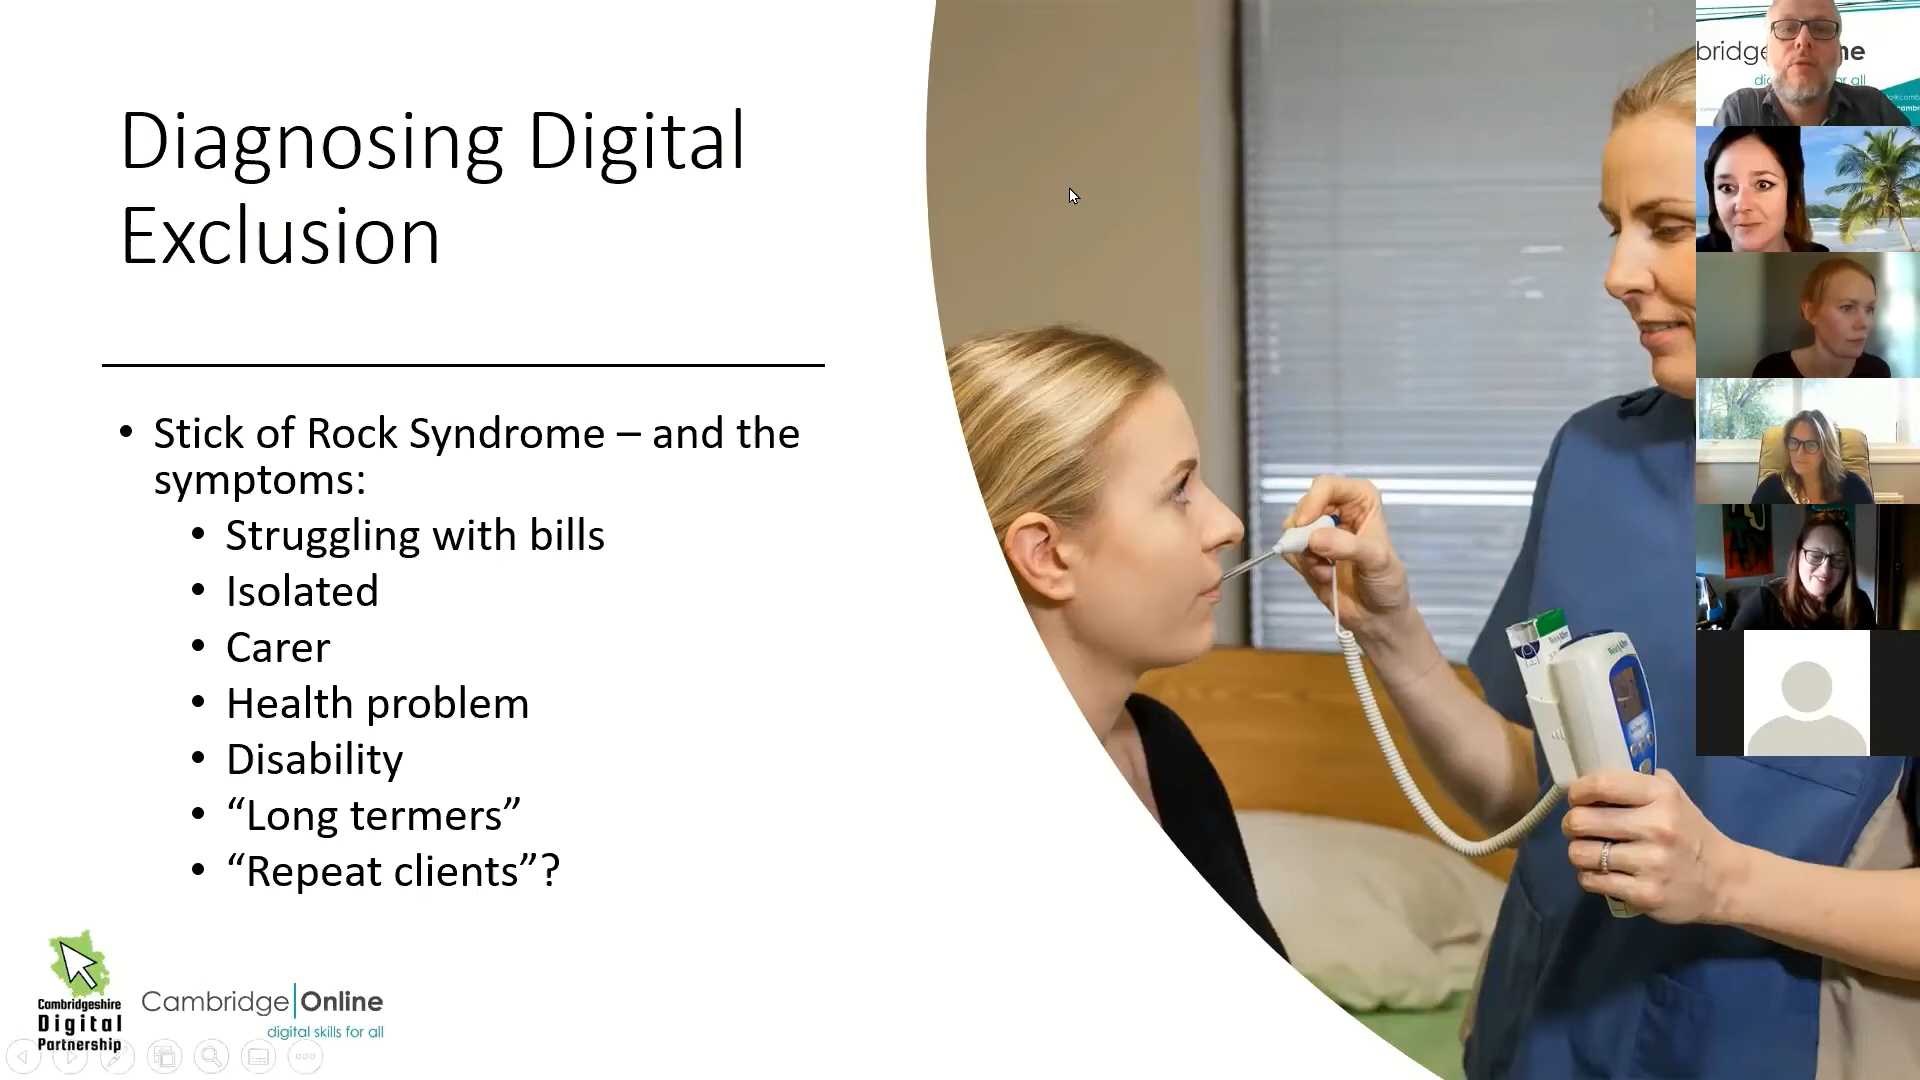 Diagnosing Digital
Exclusion
• Stick of Rock Syndrome – and the
symptoms:
• Struggling with bills
• Isolated
• Carer
• Health problem
• Disability
• “Long termers”
• “Repeat clients”?
Cambridgeshire
Digital
Partnership
Cambridge|Online
digital skills for all